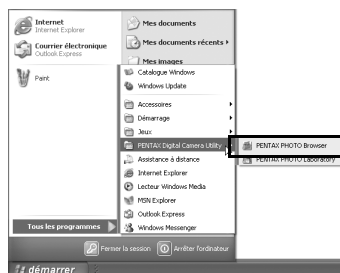 Internet
Internet Explorer
Courrier électronique
Outlook Express
Paint
Tous les programmes
Mes documents
Mes documents récents
Mes images
Catalogue Windows
Windows Update
Accessoires
Démarrage
Jeux
PENTAX Digital Camera Utility
Assistance à distance
Internet Explorer
Lecteur Windows Media
MSN Explorer
Outlook Express
Windows Messenger
PENTAX PHOTO Browser
PENTAX PHOTO Laboratory
Fermer la session
Arrêter l'ordinateur
démarrer